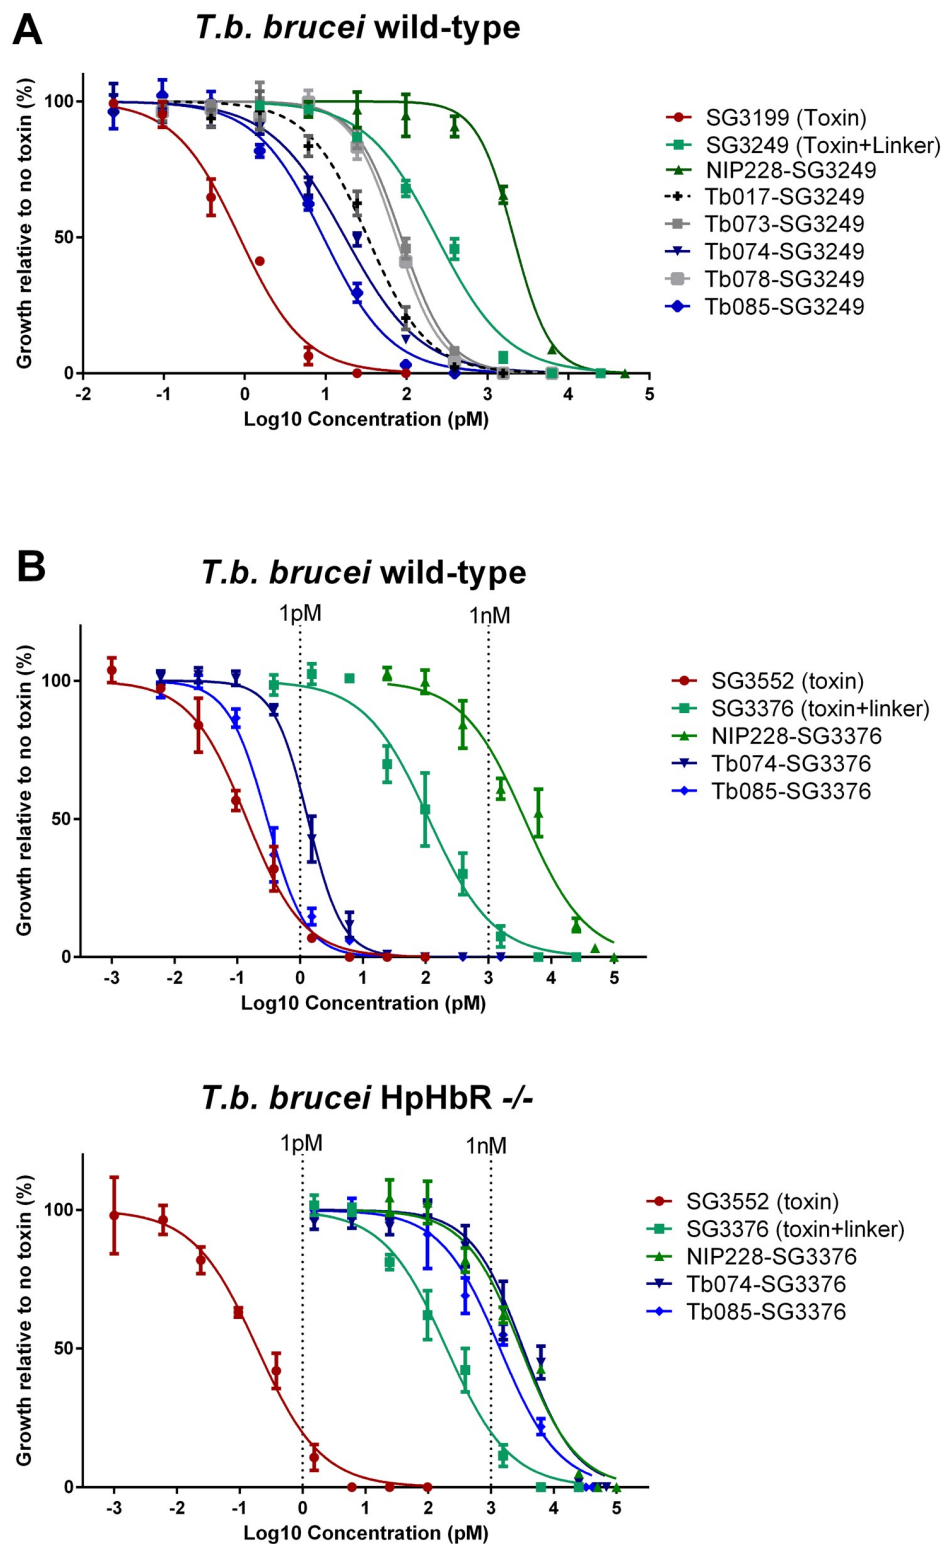 A
T.b. brucei wild-type
Growth relative to no toxin (%)
100
50
0
-2 -1 0 1 2 3 4 5
Log10 Concentration (pM)
SG3199 (Toxin)
SG3249 (Toxin+Linker)
NIP228-SG3249
Tb017-SG3249
Tb073-SG3249
Tb074-SG3249
Tb078-SG3249
Tb085-SG3249
B
T.b. brucei wild-type
1pM 1nM
Growth relative to no toxin (%)
100
50
0
-3 -2 -1 0 1 2 3 4 5
Log10 Concentration (pM)
SG3552 (toxin)
SG3376 (toxin+linker)
NIP228-SG3376
Tb074-SG3376
Tb085-SG3376
T.b. brucei HpHbR -/-
1pM 1nM
Growth relative to no toxin (%)
100
50
0
-3 -2 -1 0 1 2 3 4 5
Log10 Concentration (pM)
SG3552 (toxin)
SG3376 (toxin+linker)
NIP228-SG3376
Tb074-SG3376
Tb085-SG3376